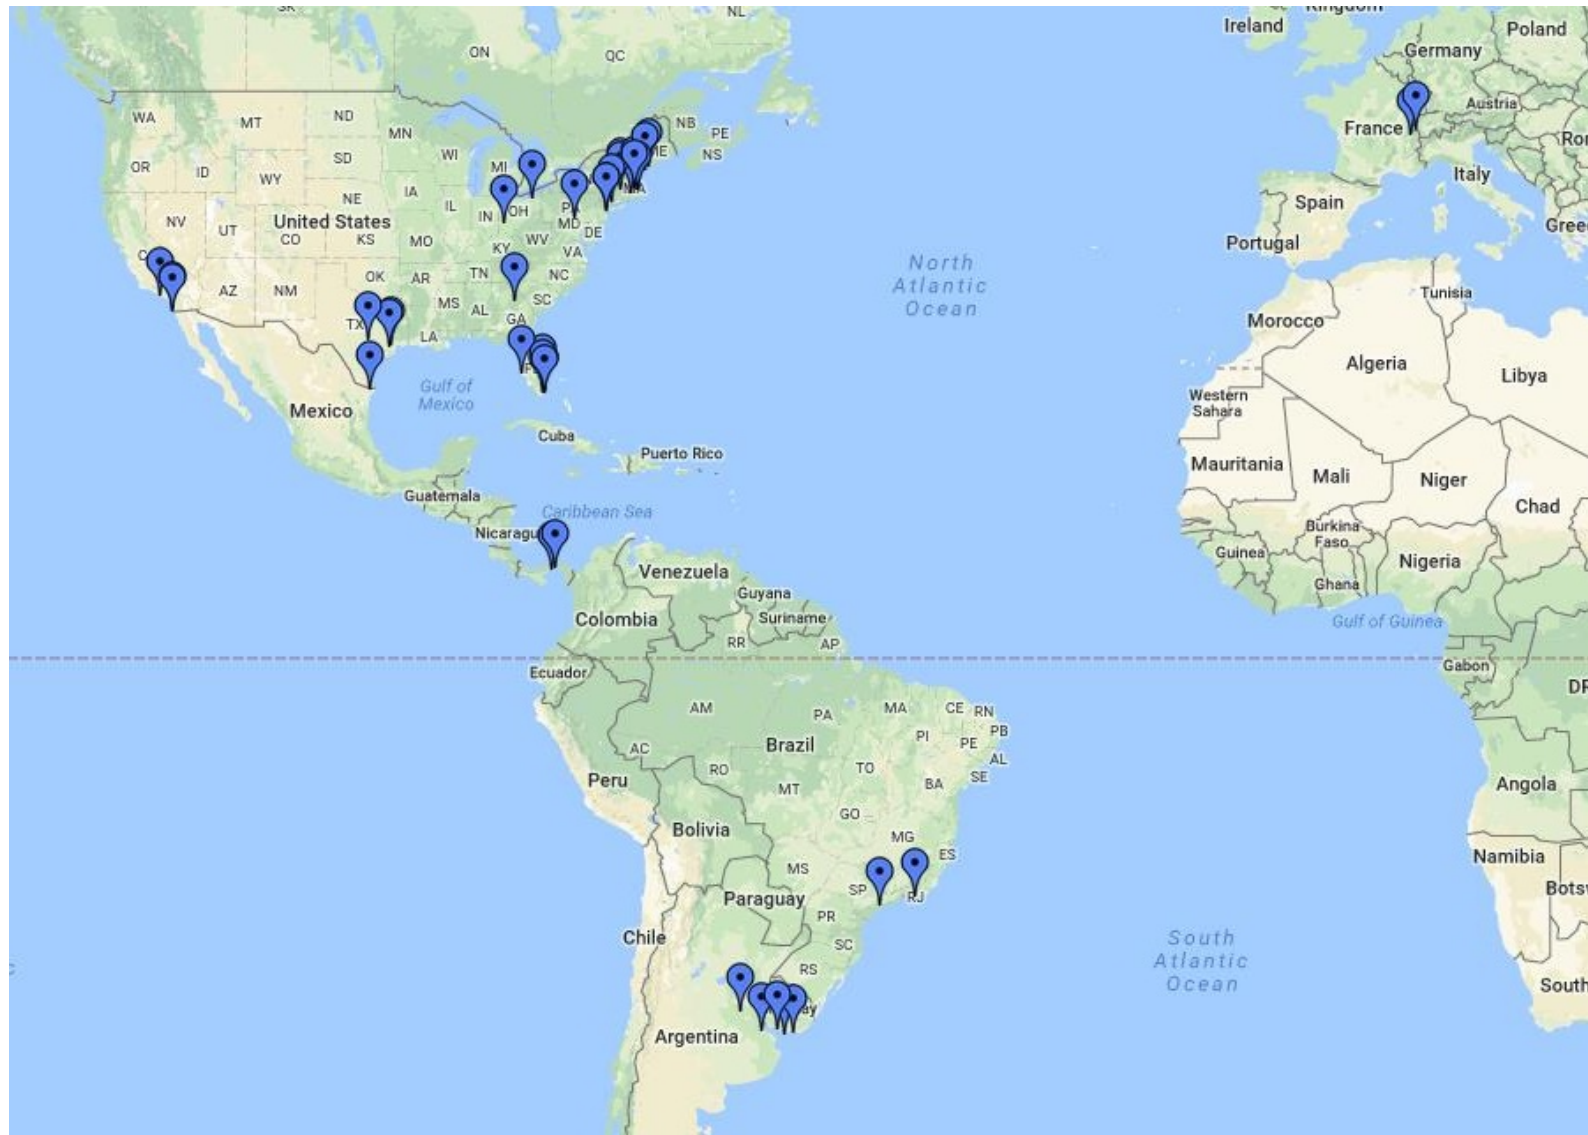 SK
NL
Ireland
Kingdom
Poland
ON
QC
Germany
WA
MT
ND
MN
NB
PE
NS
Austria
France
OR
ID
WY
SD
WI
MI
ME
Italy
NE
IA
IL
IN
OH
MA
Spain
NV
UT
United States
CO
KS
MO
KY
WV
MD
DE
VA
Portugal
AZ
NM
OK
AR
TN
NC
North
Atlantic
Ocean
Tunisia
MS
AL
SC
GA
TX
LA
Morocco
Algeria
Libya
Gulf of
Mexico
Mexico
Western
Sahara
Cuba
Puerto Rico
Mauritania
Mali
Niger
Chad
Guatemala
Caribbean Sea
Nicaragu
Burkina
Faso
Guinea
Nigeria
Venezuela
Guyana
Ghana
Colombia
Suriname
Gulf of Guinea
RR
AP
Ecuador
Gabon
DR
AM
PA
MA
CE
RN
PI
PE
PB
Brazil
AC
RO
TO
AL
SE
BA
Peru
MT
Angola
GO
Bolivia
MG
ES
Namibia
MS
SP
RJ
Botsw
Paraguay
PR
Chile
SC
South
Atlantic
Ocean
RS
South
ay
Argentina